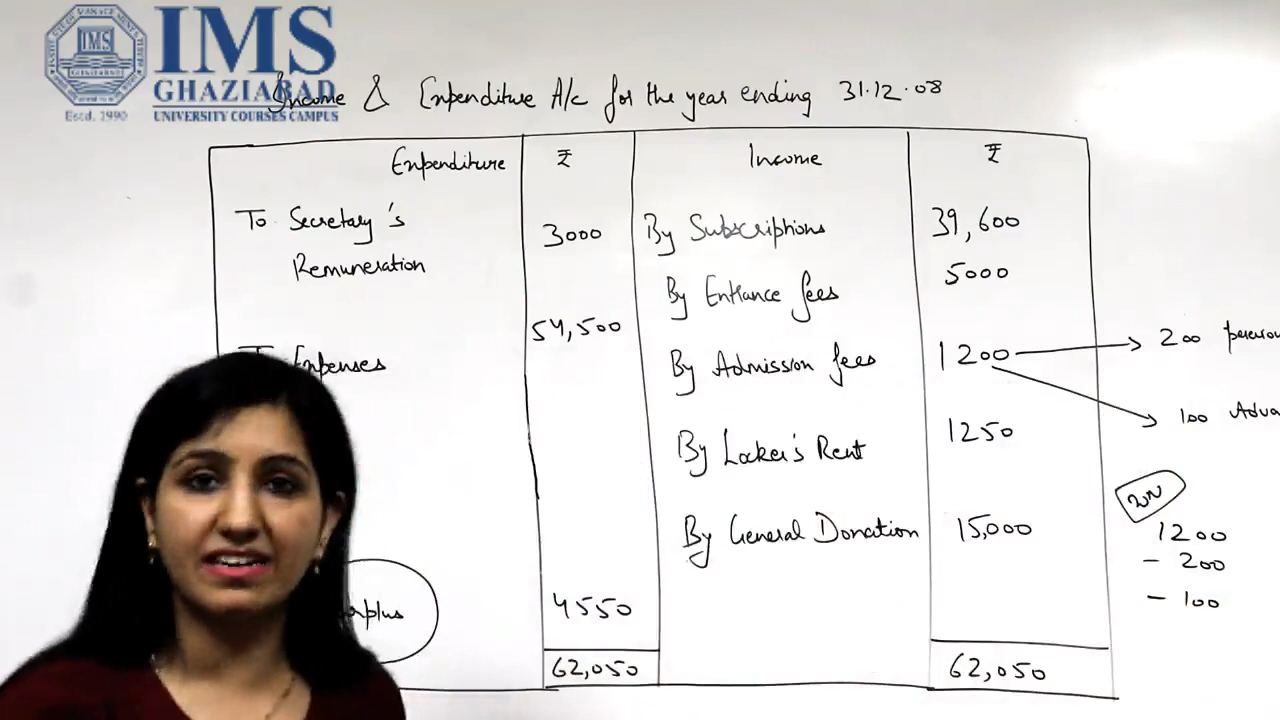 IMS
GHAZIABAD
UNIVERSITY COURSES CAMPUS
Estd. 1990
Income & Expenditure A/c for the year ending 31.12.08
Expenditure ₹ Income ₹
To Secretary's Remuneration 3000 By Subscriptions 39,600
By Entrance fees 5000
To Expenses 54,500
By Admission fees 1200 → 200
By Locker's Rent 1250 → 100
By General Donation 15,000
WN
1200
- 200
- 100
4550
62,050 62,050